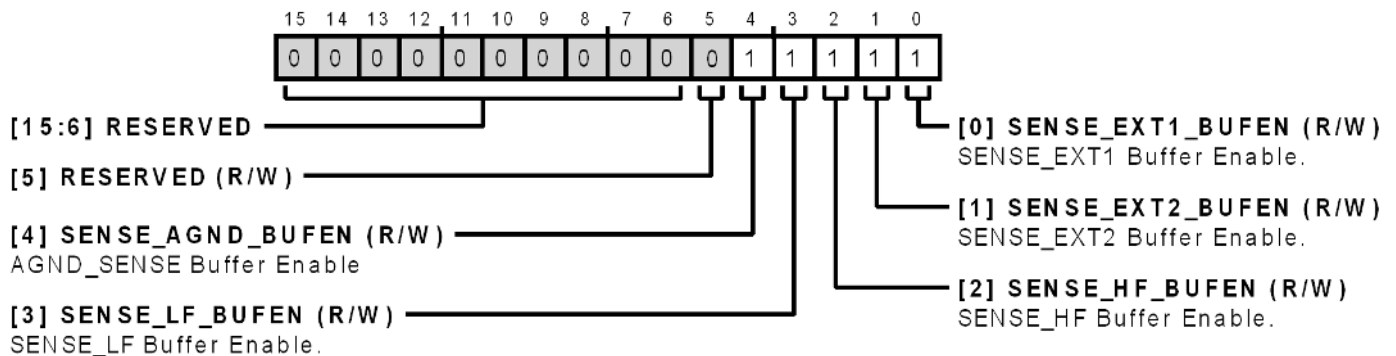 15 14 13 12 11 10 9 8 7 6 5 4 3 2 1 0
0 0 0 0 0 0 0 0 0 0 0 1 1 1 1 1
[15:6] RESERVED
[5] RESERVED (R/W)
[4] SENSE_AGND_BUFEN (R/W)
AGND_SENSE Buffer Enable
[3] SENSE_LF_BUFEN (R/W)
SENSE_LF Buffer Enable.
[0] SENSE_EXT1_BUFEN (R/W)
SENSE_EXT1 Buffer Enable.
[1] SENSE_EXT2_BUFEN (R/W)
SENSE_EXT2 Buffer Enable.
[2] SENSE_HF_BUFEN (R/W)
SENSE_HF Buffer Enable.